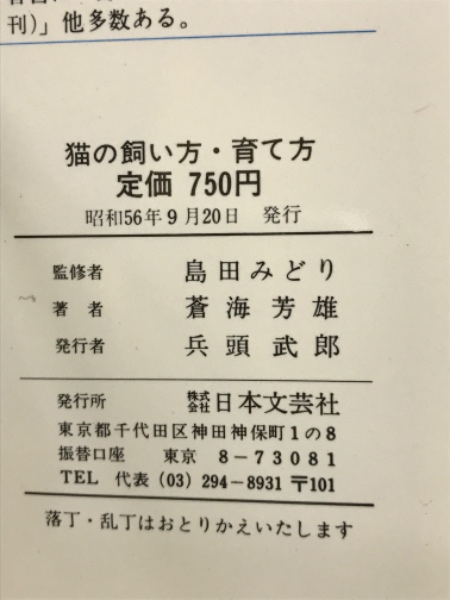 刊)」他多数ある。
猫の飼い方・育て方
定価 750円
昭和56年9月20日 発行
監修者 島田みどり
著者 蒼海芳雄
発行者 兵頭武郎
発行所 株式会社日本文芸社
東京都千代田区神田神保町1の8
振替口座 東京 8-73081
TEL 代表(03)294-8931 〒101
落丁・乱丁はおとりかえいたします